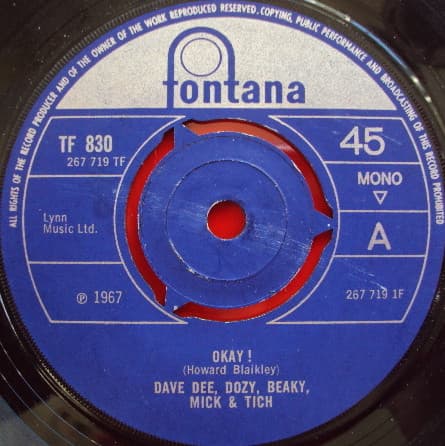 ALL RIGHTS OF THE RECORD PRODUCER AND OF THE OWNER OF THE WORK REPRODUCED RESERVED. COPYING, PUBLIC PERFORMANCE AND BROADCASTING OF THIS RECORD PROHIBITED
fontana
TF 830
267 719 TF
45
MONO
Lynn
Music Ltd.
A
℗ 1967
267 719 1F
OKAY!
(Howard Blaikley)
DAVE DEE, DOZY, BEAKY,
MICK & TICH